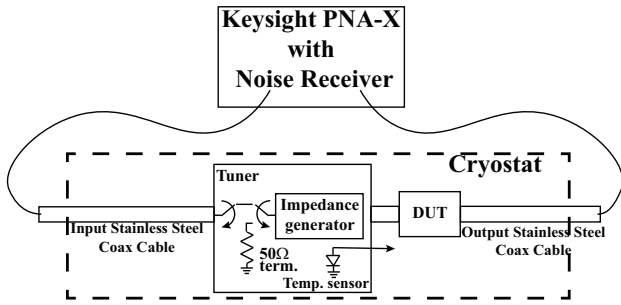 Keysight PNA-X
with
Noise Receiver
Cryostat
Tuner
Impedance
generator
DUT
Input Stainless Steel
Coax Cable
50Ω
term.
Temp. sensor
Output Stainless Steel
Coax Cable